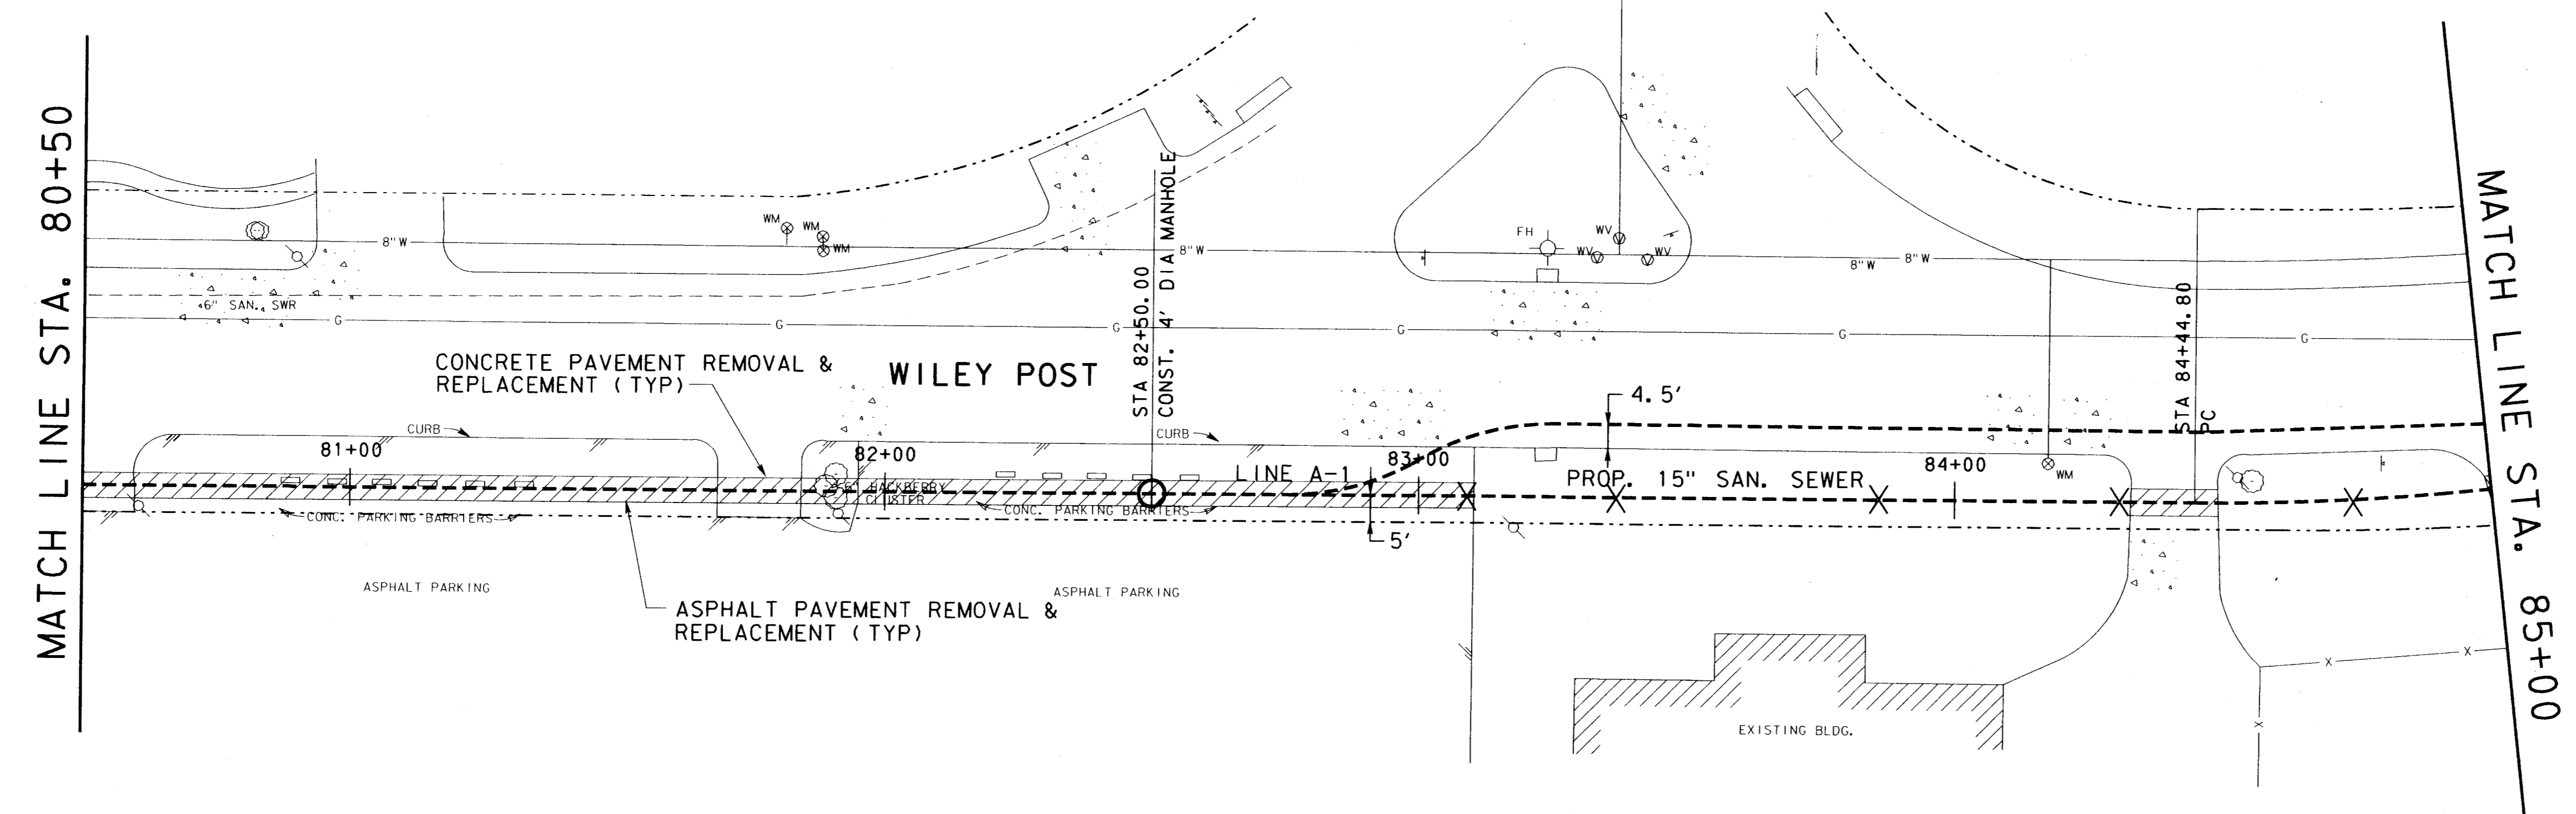 MATCH LINE STA. 80+50
WM
WM
WM
8" W
8" W
8" W
8" W
FH
WV
WV
WV
6" SAN. SWR
G
G
G
G
G
G
STA 82+50.00
CONST. 4' DIA MANHOLE
STA 84+44.80
PC
CONCRETE PAVEMENT REMOVAL &
REPLACEMENT (TYP)
WILEY POST
4.5'
CURB
CURB
81+00
82+00
83+00
84+00
LINE A-1
PROP. 15" SAN. SEWER
WM
HACKBERRY
CLUSTER
CONC. PARKING BARRIERS
CONC. PARKING BARRIERS
5'
ASPHALT PARKING
ASPHALT PARKING
ASPHALT PAVEMENT REMOVAL &
REPLACEMENT (TYP)
X
X
X
EXISTING BLDG.
MATCH LINE STA. 85+00